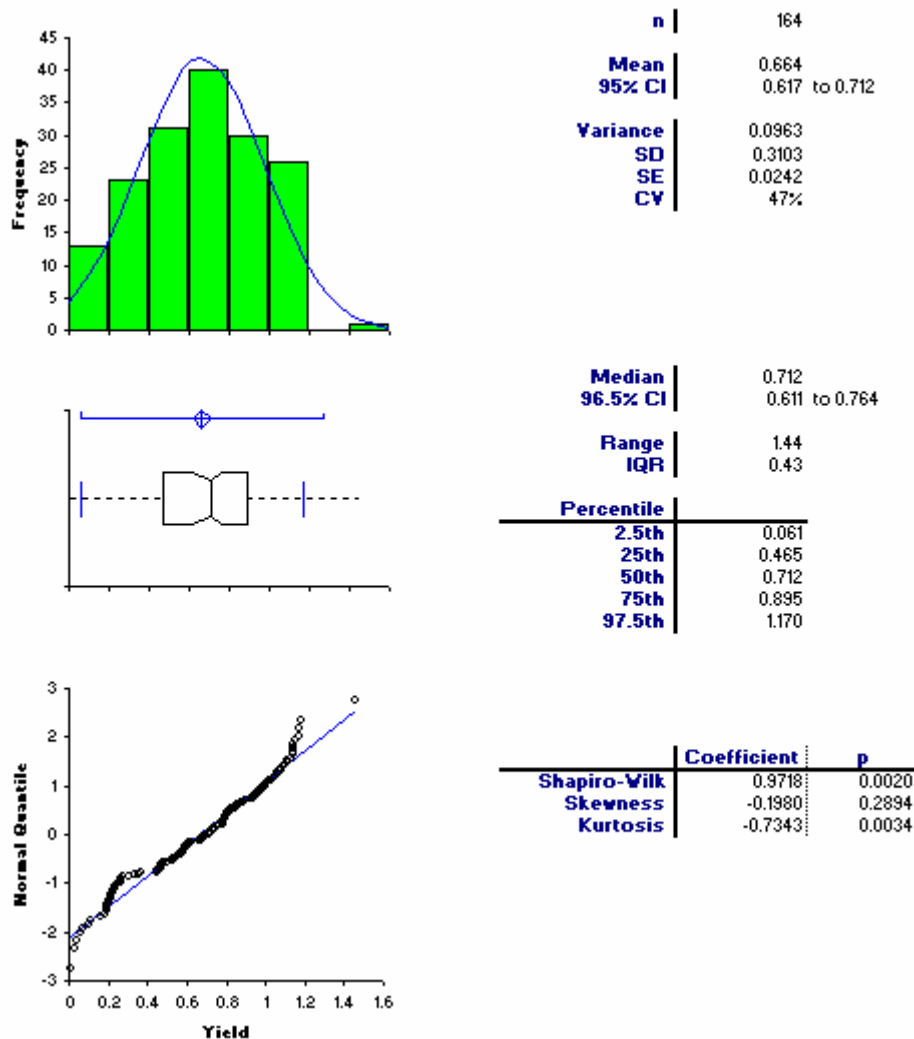 n 164
Mean 0.664
95% CI 0.617 to 0.712
Variance 0.0963
SD 0.3103
SE 0.0242
CV 47%
45
40
35
30
25
20
15
10
5
0
Frequency
Median 0.712
96.5% CI 0.611 to 0.764
Range 1.44
IQR 0.43
Percentile
2.5th 0.061
25th 0.465
50th 0.712
75th 0.895
97.5th 1.170
3
2
1
0
-1
-2
-3
Normal Quantile
0 0.2 0.4 0.6 0.8 1 1.2 1.4 1.6
Yield
Coefficient p
Shapiro-Wilk 0.9718 0.0020
Skewness -0.1980 0.2894
Kurtosis -0.7343 0.0034